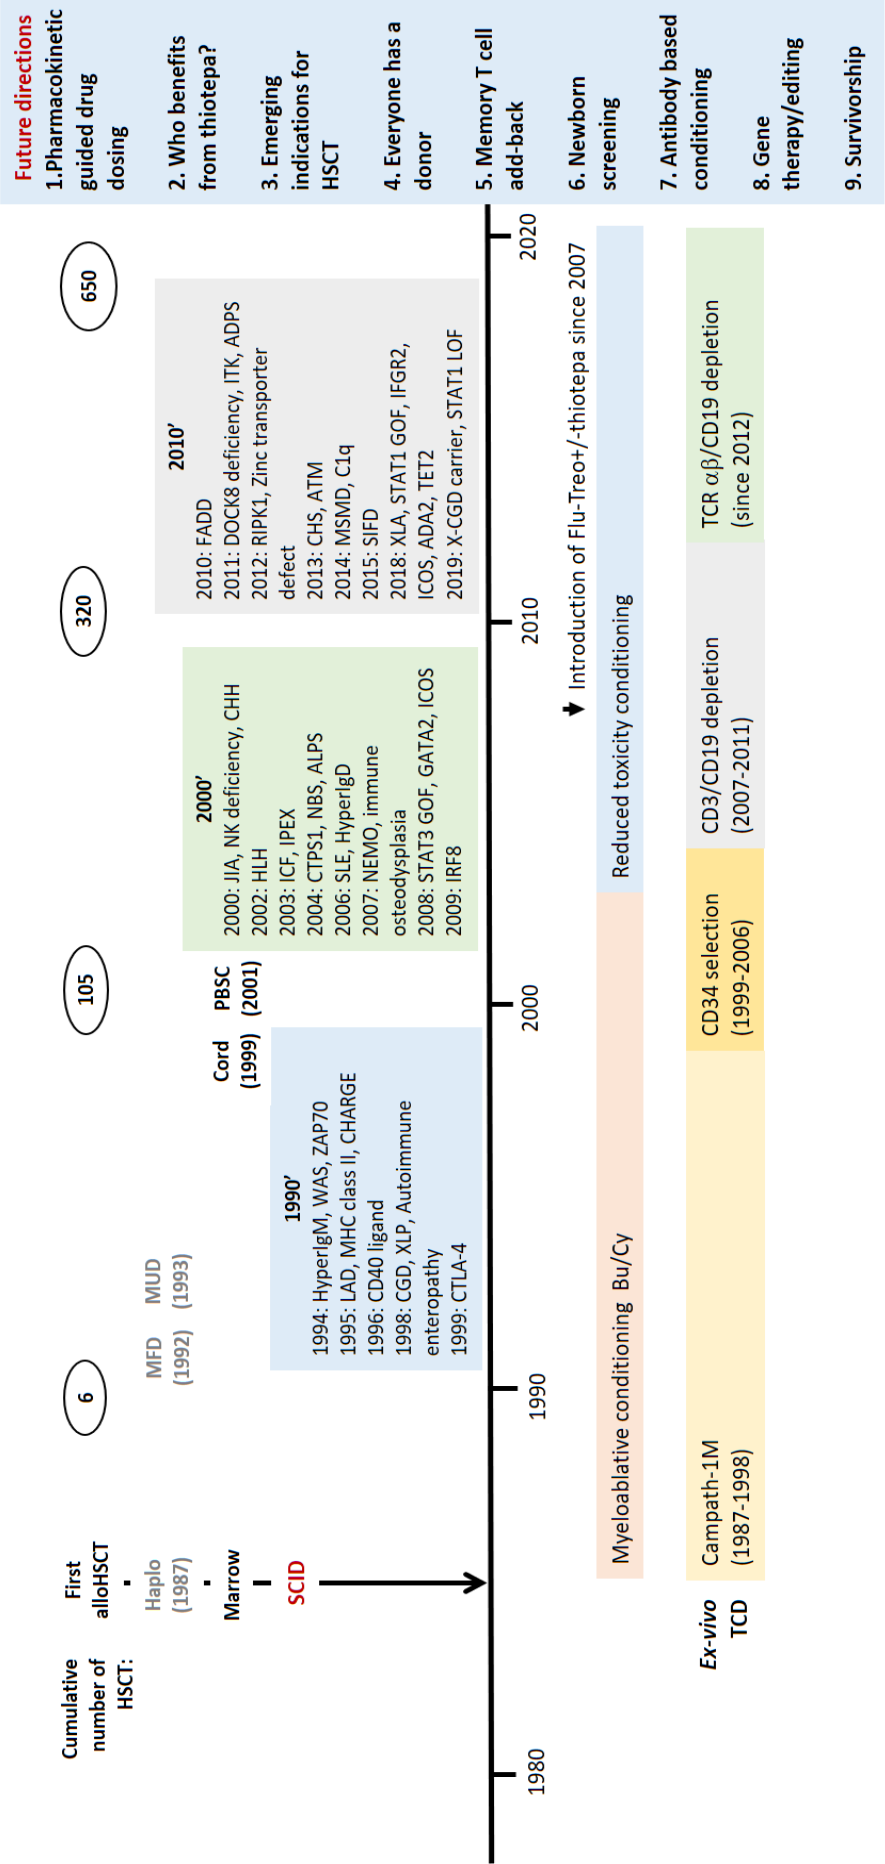 Cumulative
number of
HSCT:
First
alloHSCT
Haplo
(1987)
Marrow
SCID
6
105
320
650
MFD
(1992)
MUD
(1993)
Cord
(1999)
PBSC
(2001)
1990’
1994: HyperIgM, WAS, ZAP70
1995: LAD, MHC class II, CHARGE
1996: CD40 ligand
1998: CGD, XLP, Autoimmune
enteropathy
1999: CTLA-4
2000’
2000: JIA, NK deficiency, CHH
2002: HLH
2003: ICF, IPEX
2004: CTPS1, NBS, ALPS
2006: SLE, HyperIgD
2007: NEMO, immune
osteodysplasia
2008: STAT3 GOF, GATA2, ICOS
2009: IRF8
2010’
2010: FADD
2011: DOCK8 deficiency, ITK, ADPS
2012: RIPK1, Zinc transporter
defect
2013: CHS, ATM
2014: MSMD, C1q
2015: SIFD
2018: XLA, STAT1 GOF, IFGR2,
ICOS, ADA2, TET2
2019: X-CGD carrier, STAT1 LOF
1980
1990
2000
2010
2020
Introduction of Flu-Treo+/-thiotepa since 2007
Myeloablative conditioning Bu/Cy
Reduced toxicity conditioning
Ex-vivo
TCD
Campath-1M
(1987-1998)
CD34 selection
(1999-2006)
CD3/CD19 depletion
(2007-2011)
TCR αβ/CD19 depletion
(since 2012)
Future directions
1.Pharmacokinetic
guided drug
dosing
2. Who benefits
from thiotepa?
3. Emerging
indications for
HSCT
4. Everyone has a
donor
5. Memory T cell
add-back
6. Newborn
screening
7. Antibody based
conditioning
8. Gene
therapy/editing
9. Survivorship